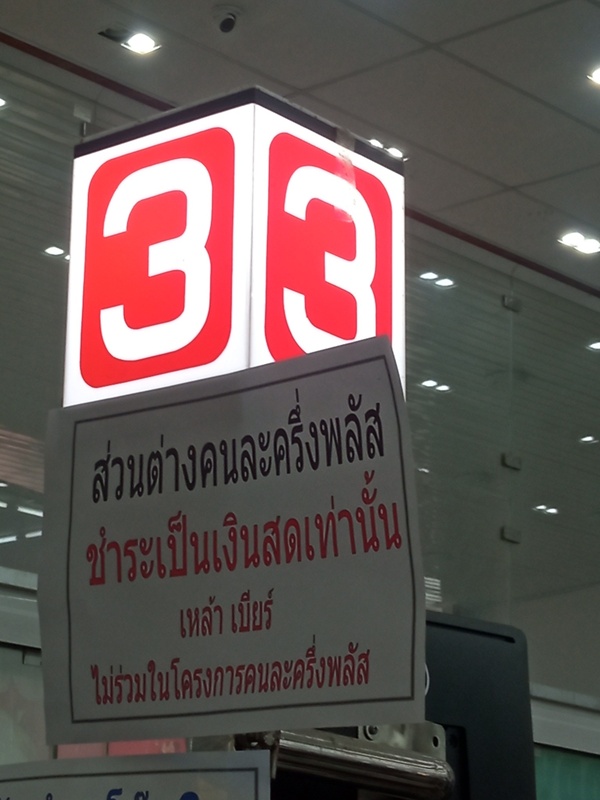 3 3
ส่วนต่างคนละครึ่งพลัส
ชำระเป็นเงินสดเท่านั้น
เหล้า เบียร์
ไม่ร่วมในโครงการคนละครึ่งพลัส